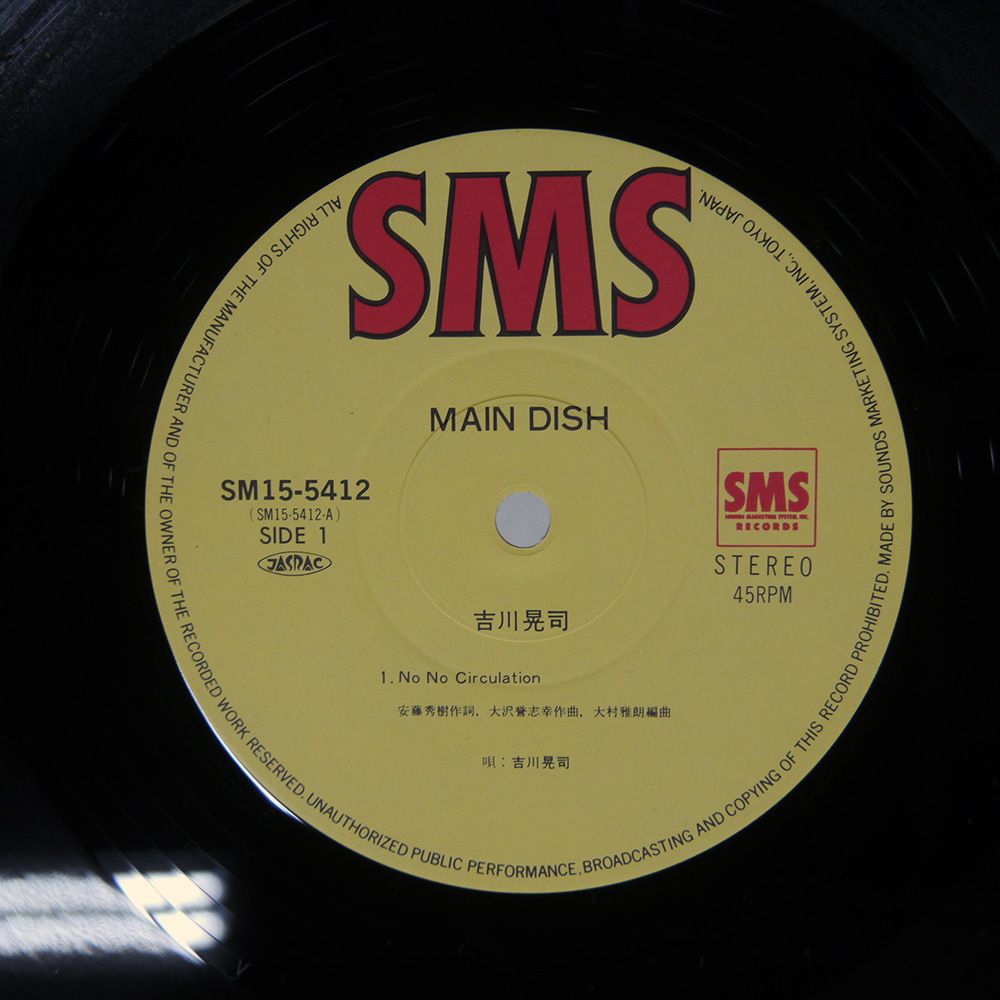 SMS
MAIN DISH
SM15-5412
(SM15-5412-A)
SIDE 1
JASRAC
SMS
SOUNDS MARKETING SYSTEM, INC.
RECORDS
STEREO
45RPM
吉川晃司
1. No No Circulation
安藤秀樹作詞, 大沢誉志幸作曲, 大村雅朗編曲
唄：吉川晃司
ALL RIGHTS OF THE MANUFACTURER AND OF THE OWNER OF THE RECORDED WORK RESERVED. UNAUTHORIZED PUBLIC PERFORMANCE, BROADCASTING AND COPYING OF THIS RECORD PROHIBITED. MADE BY SOUNDS MARKETING SYSTEM, INC., TOKYO JAPAN.